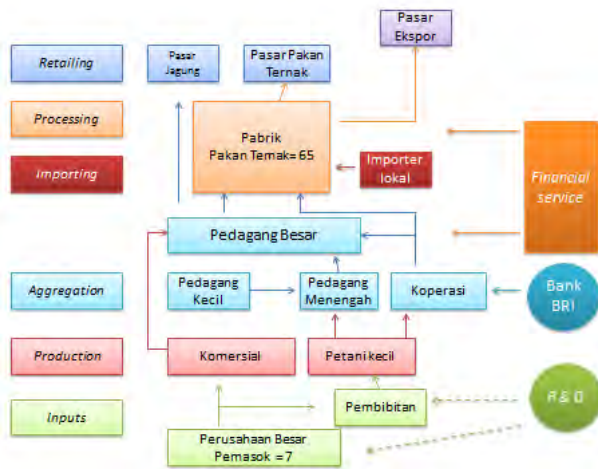 Pasar
Ekspor
Retailing
Pasar
Jagung
Pasar Pakan
Ternak
Processing
Pabrik
Pakan Ternak= 65
Importing
Importer
lokal
Financial
service
Pedagang Besar
Aggregation
Pedagang
Kecil
Pedagang
Menengah
Koperasi
Bank
BRI
Production
Komersial
Petani kecil
R & D
Inputs
Pembibitan
Perusahaan Besar
Pemasok = 7